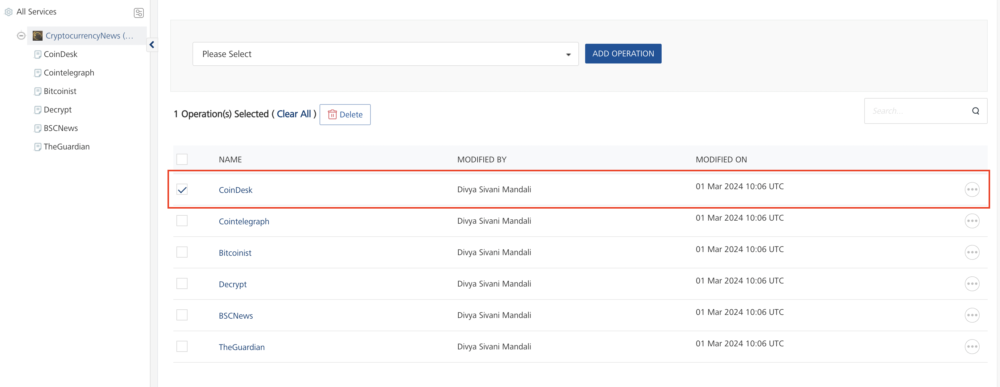 All Services
CryptocurrencyNews (...
CoinDesk
Cointelegraph
Bitcoinist
Decrypt
BSCNews
TheGuardian
Please Select
ADD OPERATION
1 Operation(s) Selected ( Clear All )
Delete
Search...
NAME MODIFIED BY MODIFIED ON
CoinDesk Divya Sivani Mandali 01 Mar 2024 10:06 UTC
Cointelegraph Divya Sivani Mandali 01 Mar 2024 10:06 UTC
Bitcoinist Divya Sivani Mandali 01 Mar 2024 10:06 UTC
Decrypt Divya Sivani Mandali 01 Mar 2024 10:06 UTC
BSCNews Divya Sivani Mandali 01 Mar 2024 10:06 UTC
TheGuardian Divya Sivani Mandali 01 Mar 2024 10:06 UTC